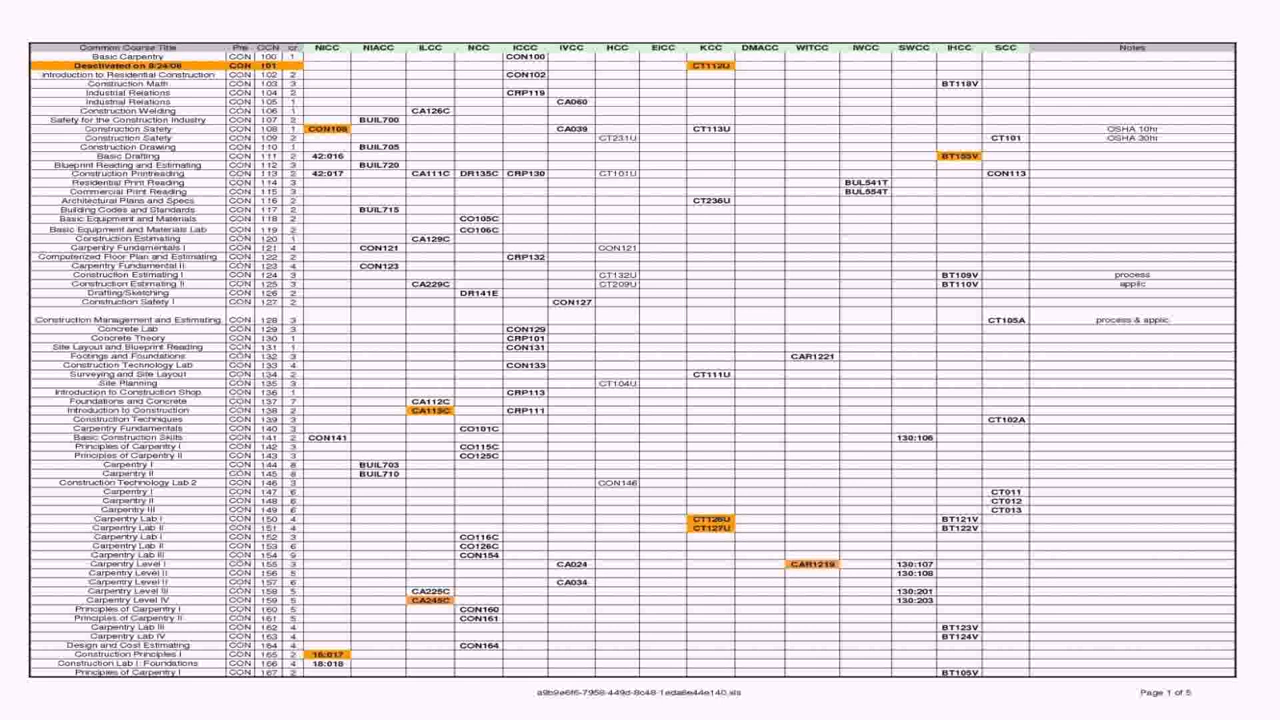 Common Course Title Pre CCN cr. NICC NIACC ILCC NCC ICCC IVCC HCC EICC KCC DMACC WITCC IWCC SWCC IHCC SCC Notes
Basic Carpentry CON 100 1 CON100
Deactivated on 8/24/06 CON 101 CT112U
Introduction to Residential Construction CON 102 2 CON102
Construction Math CON 103 3 BT118V
Industrial Relations CON 104 2 CRP119
Industrial Relations CON 105 1 CA060
Construction Welding CON 106 1 CA126C
Safety for the Construction Industry CON 107 2 BUIL700
Construction Safety CON 108 1 CON108 CA039 CT113U OSHA 10hr
Construction Safety CON 109 2 CT231U CT101 OSHA 30hr
Construction Drawing CON 110 1 BUIL705
Basic Drafting CON 111 2 42:016 BT155V
Blueprint Reading and Estimating CON 112 3 BUIL720
Construction Printreading CON 113 2 42:017 CA111C DR135C CRP130 CT101U CON113
Residential Print Reading CON 114 3 BUL541T
Commercial Print Reading CON 115 3 BUL554T
Architectural Plans and Specs CON 116 2 CT236U
Building Codes and Standards CON 117 2 BUIL715
Basic Equipment and Materials CON 118 2 CO105C
Basic Equipment and Materials Lab CON 119 2 CO106C
Construction Estimating CON 120 1 CA129C
Carpentry Fundamentals I CON 121 4 CON121 CON121
Computerized Floor Plan and Estimating CON 122 2 CRP132
Carpentry Fundamental II CON 123 4 CON123
Construction Estimating I CON 124 3 CT132U BT109V process
Construction Estimating II CON 125 3 CA229C CT209U BT110V applic
Drafting/Sketching CON 126 2 DR141E
Construction Safety I CON 127 2 CON127
Construction Management and Estimating CON 128 3 CT105A process & applic
Concrete Lab CON 129 3 CON129
Concrete Theory CON 130 1 CRP101
Site Layout and Blueprint Reading CON 131 1 CON131
Footings and Foundations CON 132 3 CAR1221
Construction Technology Lab CON 133 4 CON133
Surveying and Site Layout CON 134 2 CT111U
Site Planning CON 135 3 CT104U
Introduction to Construction Shop CON 136 1 CRP113
Foundations and Concrete CON 137 7 CA112C
Introduction to Construction CON 138 2 CA113C CRP111
Construction Techniques CON 139 3 CT102A
Carpentry Fundamentals CON 140 3 CO101C
Basic Construction Skills CON 141 2 CON141 130:106
Principles of Carpentry I CON 142 3 CO115C
Principles of Carpentry II CON 143 3 CO125C
Carpentry I CON 144 8 BUIL703
Carpentry II CON 145 8 BUIL710
Construction Technology Lab 2 CON 146 3 CON146
Carpentry I CON 147 6 CT011
Carpentry II CON 148 6 CT012
Carpentry III CON 149 6 CT013
Carpentry Lab I CON 150 4 CT126U BT121V
Carpentry Lab II CON 151 4 CT127U BT122V
Carpentry Lab I CON 152 3 CO116C
Carpentry Lab II CON 153 6 CO126C
Carpentry Lab III CON 154 9 CON154
Carpentry Level I CON 155 3 CA024 CAR1219 130:107
Carpentry Level II CON 156 5 130:108
Carpentry Level II CON 157 6 CA034
Carpentry Level III CON 158 5 CA225C 130:201
Carpentry Level IV CON 159 5 CA245C 130:203
Principles of Carpentry I CON 160 5 CON160
Principles of Carpentry II CON 161 5 CON161
Carpentry Lab III CON 162 4 BT123V
Carpentry Lab IV CON 163 4 BT124V
Design and Cost Estimating CON 164 4 CON164
Construction Principles I CON 165 2 18:017
Construction Lab I: Foundations CON 166 4 18:018
Principles of Carpentry I CON 167 2 BT105V
Page 1 of 5